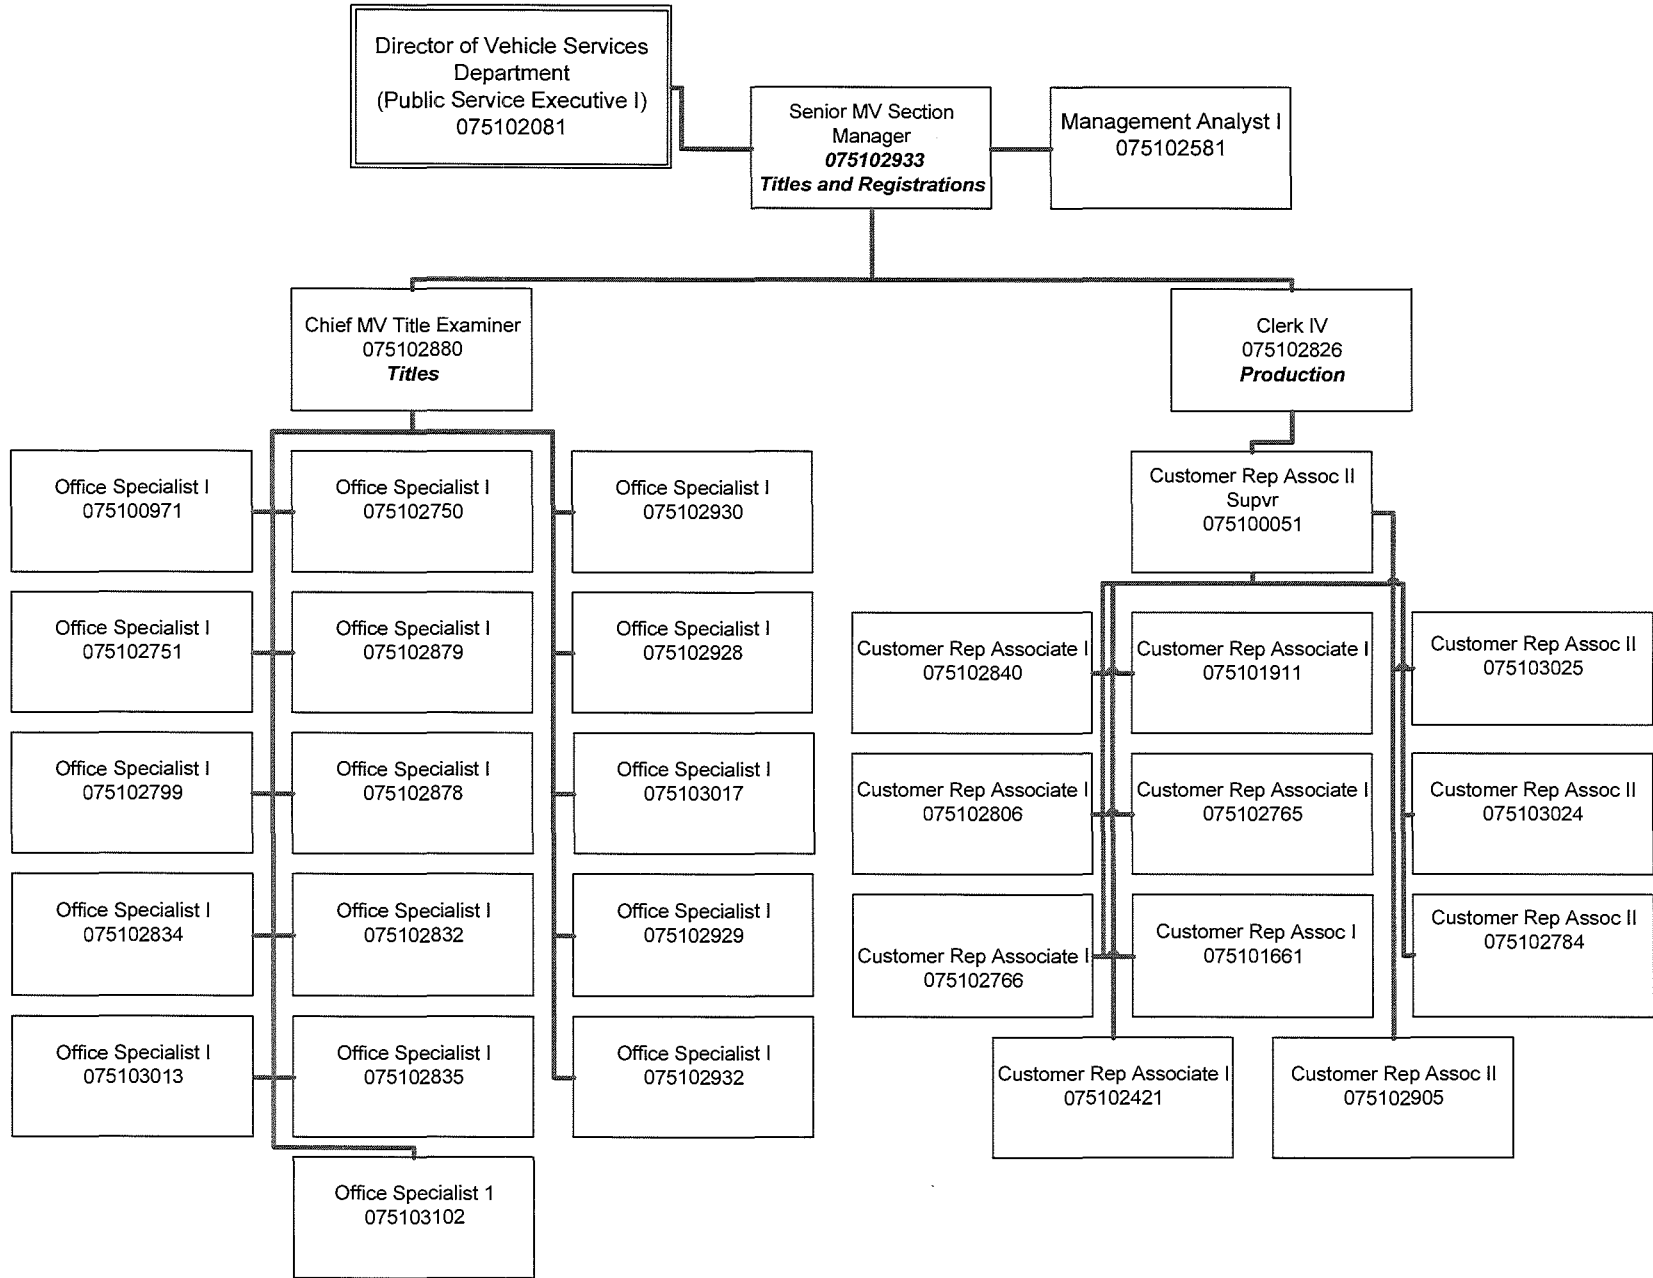 Director of Vehicle Services
Department
(Public Service Executive I)
075102081
Senior MV Section
Manager
075102933
Titles and Registrations
Management Analyst I
075102581
Chief MV Title Examiner
075102880
Titles
Clerk IV
075102826
Production
Office Specialist I
075100971
Office Specialist I
075102750
Office Specialist I
075102930
Customer Rep Assoc II
Supvr
075100051
Office Specialist I
075102751
Office Specialist I
075102879
Office Specialist I
075102928
Customer Rep Associate I
075102840
Customer Rep Associate I
075101911
Customer Rep Assoc II
075103025
Office Specialist I
075102799
Office Specialist I
075102878
Office Specialist I
075103017
Customer Rep Associate I
075102806
Customer Rep Associate I
075102765
Customer Rep Assoc II
075103024
Office Specialist I
075102834
Office Specialist I
075102832
Office Specialist I
075102929
Customer Rep Associate I
075102766
Customer Rep Assoc I
075101661
Customer Rep Assoc II
075102784
Office Specialist I
075103013
Office Specialist I
075102835
Office Specialist I
075102932
Customer Rep Associate I
075102421
Customer Rep Assoc II
075102905
Office Specialist 1
075103102